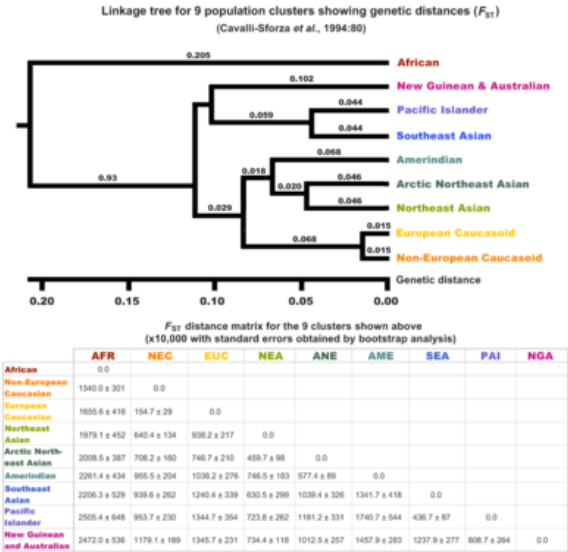 Linkage tree for 9 population clusters showing genetic distances (FST)
(Cavalli-Sforza et al., 1994:80)
0.205
African
0.102
New Guinean & Australian
0.044
Pacific Islander
0.059
0.044
Southeast Asian
0.068
Amerindian
0.018
0.93
0.046
Arctic Northeast Asian
0.020
0.046
Northeast Asian
0.029
0.015
European Caucasoid
0.068
0.015
Non-European Caucasoid
Genetic distance
0.20 0.15 0.10 0.05 0.00
FST distance matrix for the 9 clusters shown above
(x10,000 with standard errors obtained by bootstrap analysis)
AFR NEC EUC NEA ANE AME SEA PAI NGA
African 0.0
Non-European
Caucasian 1340.0 ± 301 0.0
European
Caucasian 1655.6 ± 416 154.7 ± 29 0.0
Northeast
Asian 1979.1 ± 452 640.4 ± 134 938.2 ± 217 0.0
Arctic North-
east Asian 2008.5 ± 387 708.2 ± 160 746.7 ± 210 459.7 ± 98 0.0
Amerindian 2261.4 ± 434 955.5 ± 204 1038.2 ± 276 746.5 ± 183 577.4 ± 89 0.0
Southeast
Asian 2206.3 ± 529 939.6 ± 262 1240.4 ± 339 630.5 ± 299 1039.4 ± 326 1341.7 ± 418 0.0
Pacific
Islander 2505.4 ± 648 953.7 ± 230 1344.7 ± 354 723.8 ± 262 1181.2 ± 331 1740.7 ± 544 436.7 ± 87 0.0
New Guinean
and Australian 2472.0 ± 536 1179.1 ± 189 1345.7 ± 231 734.4 ± 118 1012.5 ± 257 1457.9 ± 283 1237.9 ± 277 808.7 ± 264 0.0